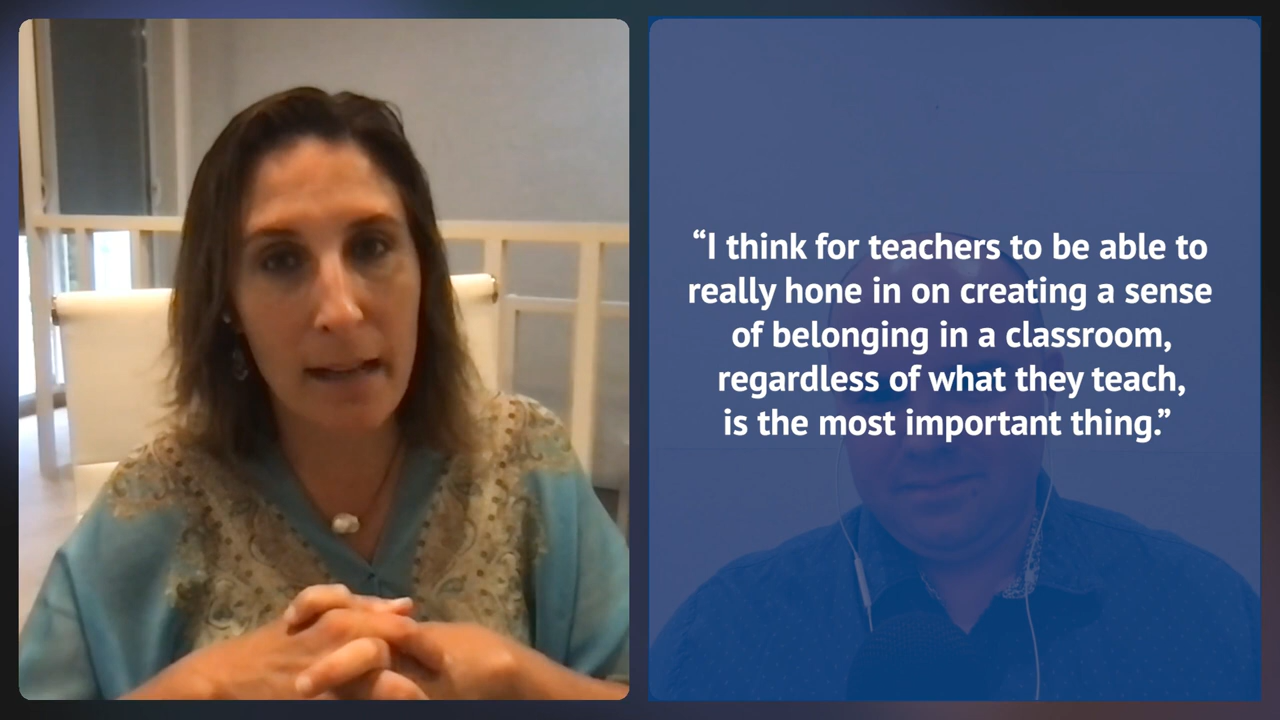 “I think for teachers to be able to
really hone in on creating a sense
of belonging in a classroom,
regardless of what they teach,
is the most important thing.”